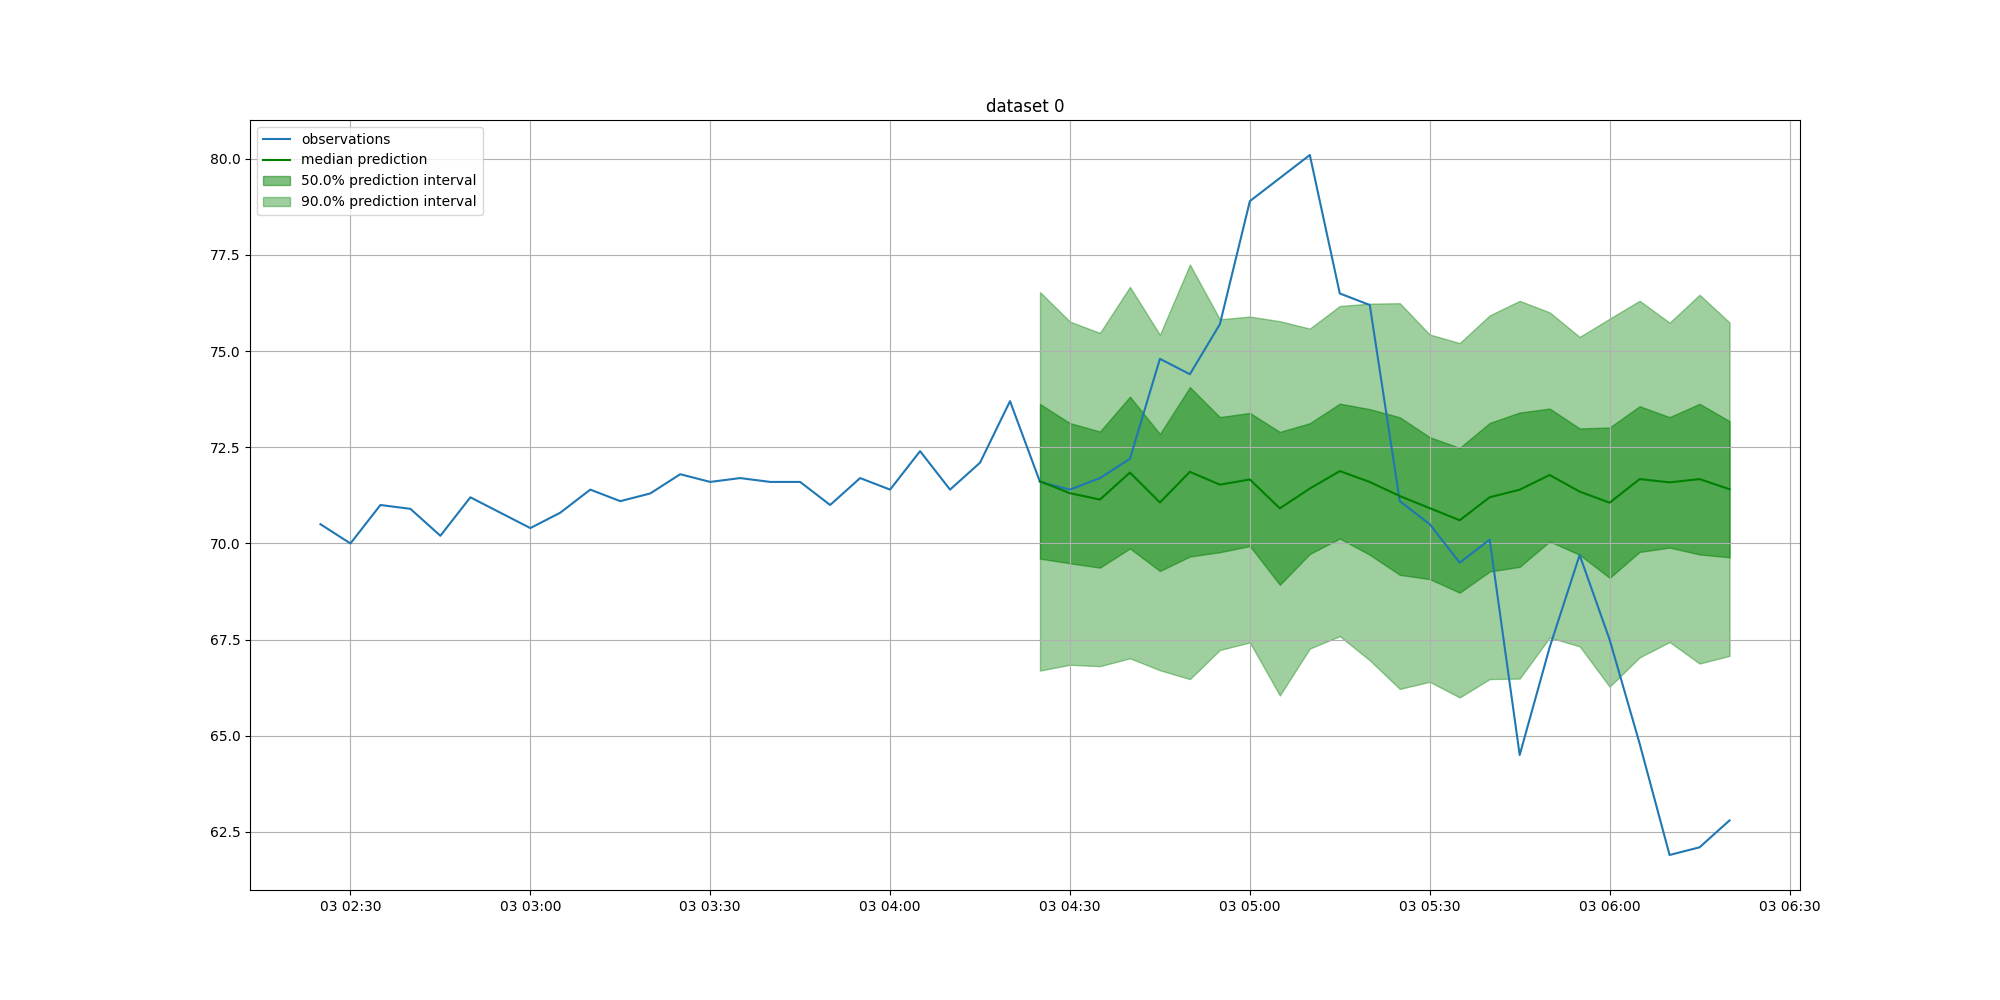 dataset 0
observations
median prediction
50.0% prediction interval
90.0% prediction interval
80.0
77.5
75.0
72.5
70.0
67.5
65.0
62.5
03 02:30 03 03:00 03 03:30 03 04:00 03 04:30 03 05:00 03 05:30 03 06:00 03 06:30